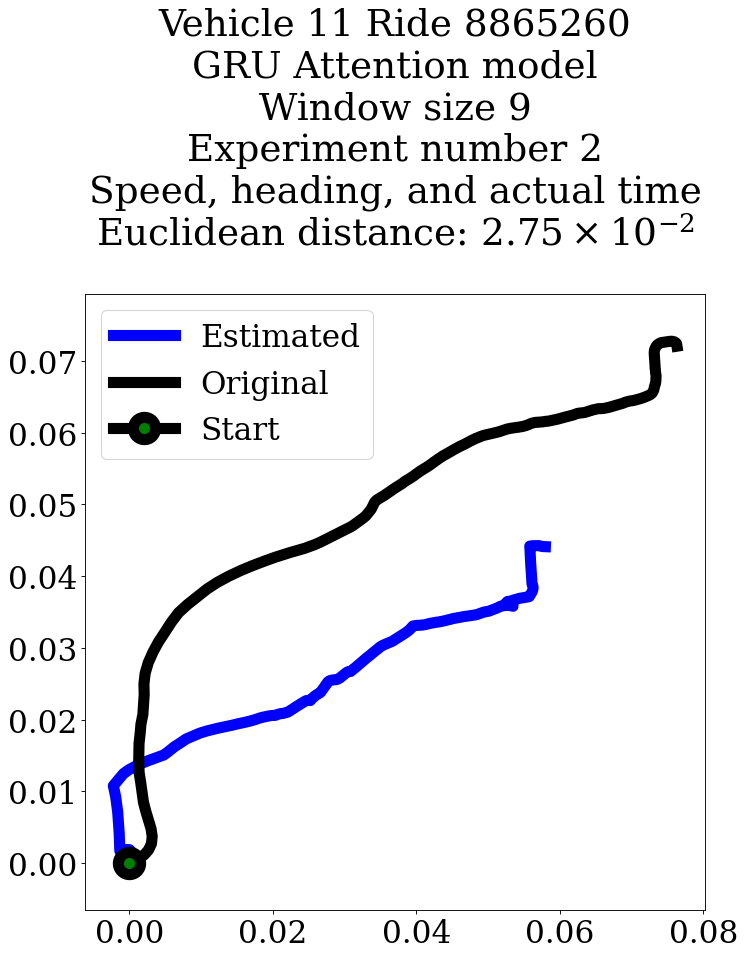 Vehicle 11 Ride 8865260
GRU Attention model
Window size 9
Experiment number 2
Speed, heading, and actual time
Euclidean distance: 2.75 × 10⁻²
Estimated
Original
Start
0.07
0.06
0.05
0.04
0.03
0.02
0.01
0.00
0.00 0.02 0.04 0.06 0.08